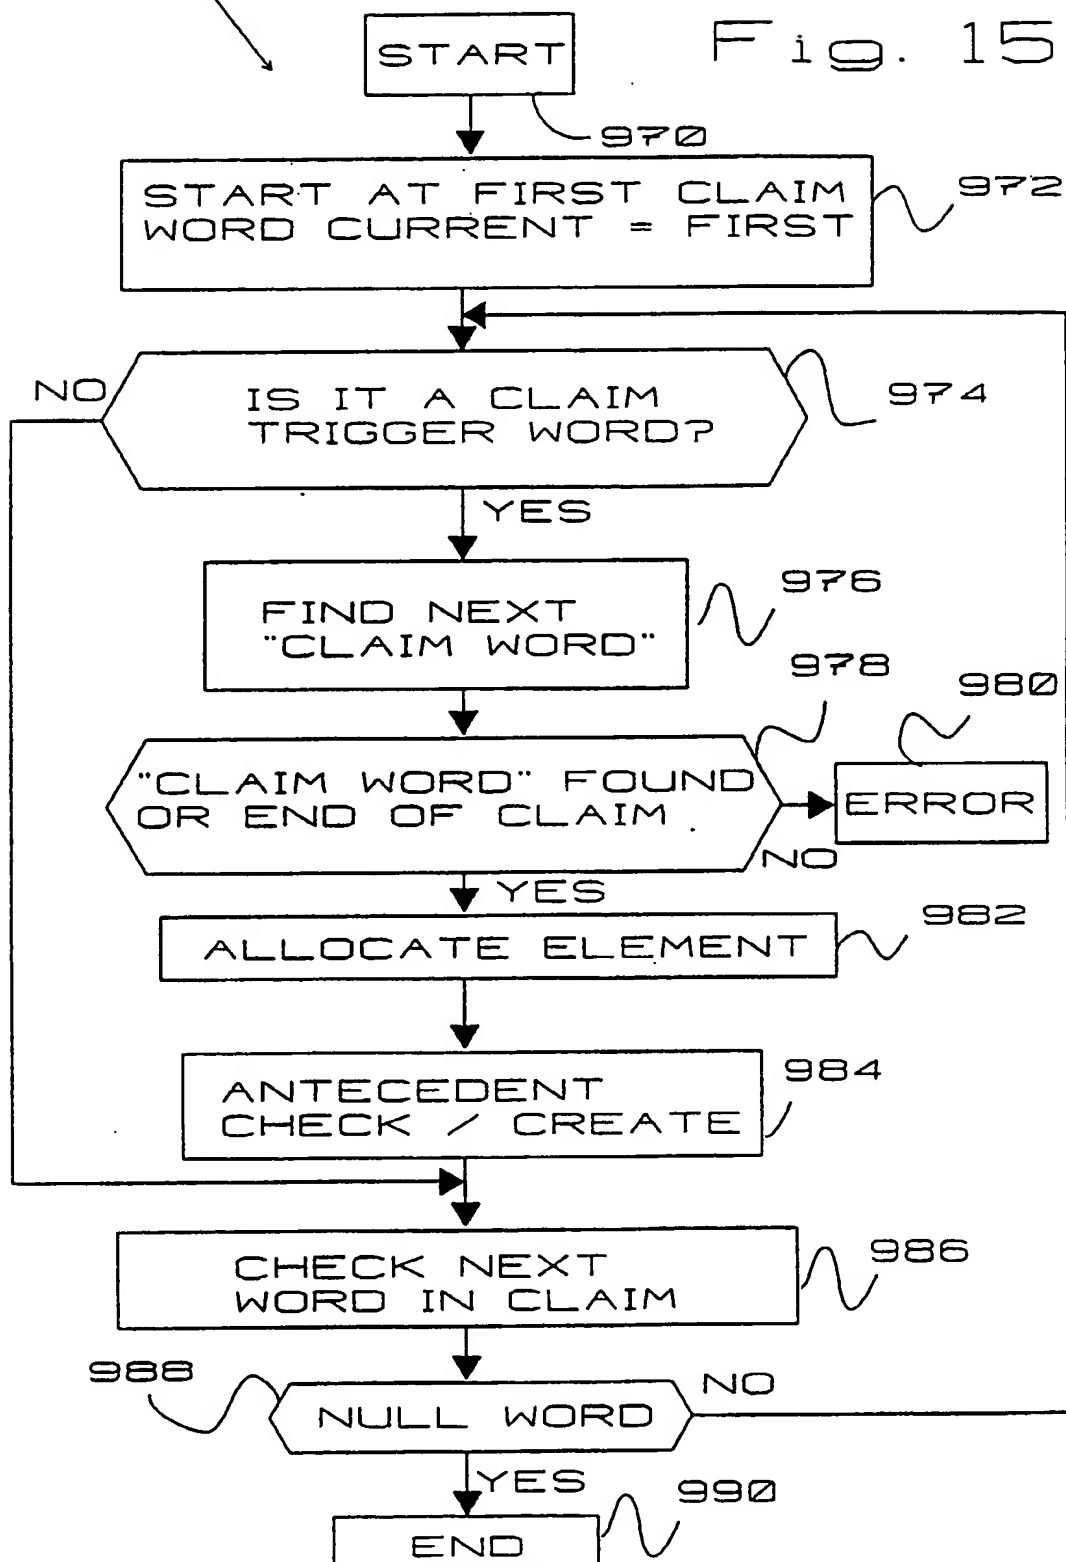 Fig. 15
START
970
START AT FIRST CLAIM
WORD CURRENT = FIRST
972
NO
IS IT A CLAIM
TRIGGER WORD?
974
YES
FIND NEXT
"CLAIM WORD"
976
978
980
"CLAIM WORD" FOUND
OR END OF CLAIM
ERROR
NO
YES
982
ALLOCATE ELEMENT
984
ANTECEDENT
CHECK / CREATE
986
CHECK NEXT
WORD IN CLAIM
988
NO
NULL WORD
YES
990
END